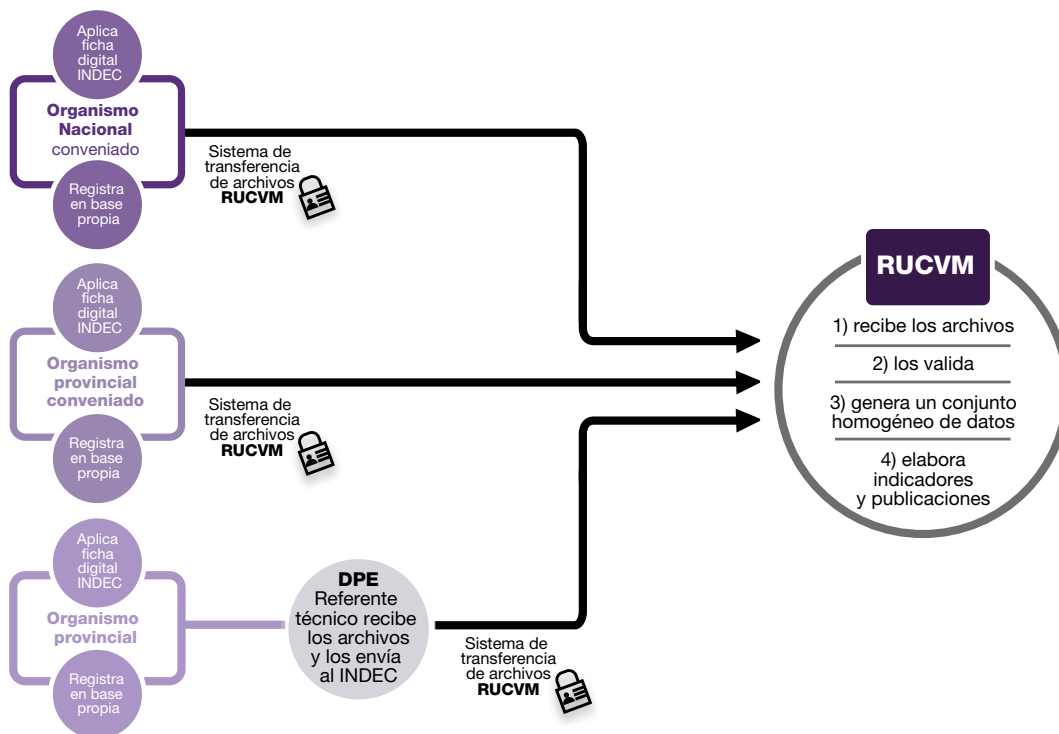 Aplica
ficha
digital
INDEC
Organismo
Nacional
conveniado
Registra
en base
propia
Sistema de
transferencia
de archivos
RUCVM
Aplica
ficha
digital
INDEC
Organismo
provincial
conveniado
Registra
en base
propia
Sistema de
transferencia
de archivos
RUCVM
Aplica
ficha
digital
INDEC
Organismo
provincial
Registra
en base
propia
DPE
Referente
técnico recibe
los archivos
y los envía
al INDEC
Sistema de
transferencia
de archivos
RUCVM
RUCVM
1) recibe los archivos
2) los valida
3) genera un conjunto
homogéneo de datos
4) elabora
indicadores
y publicaciones